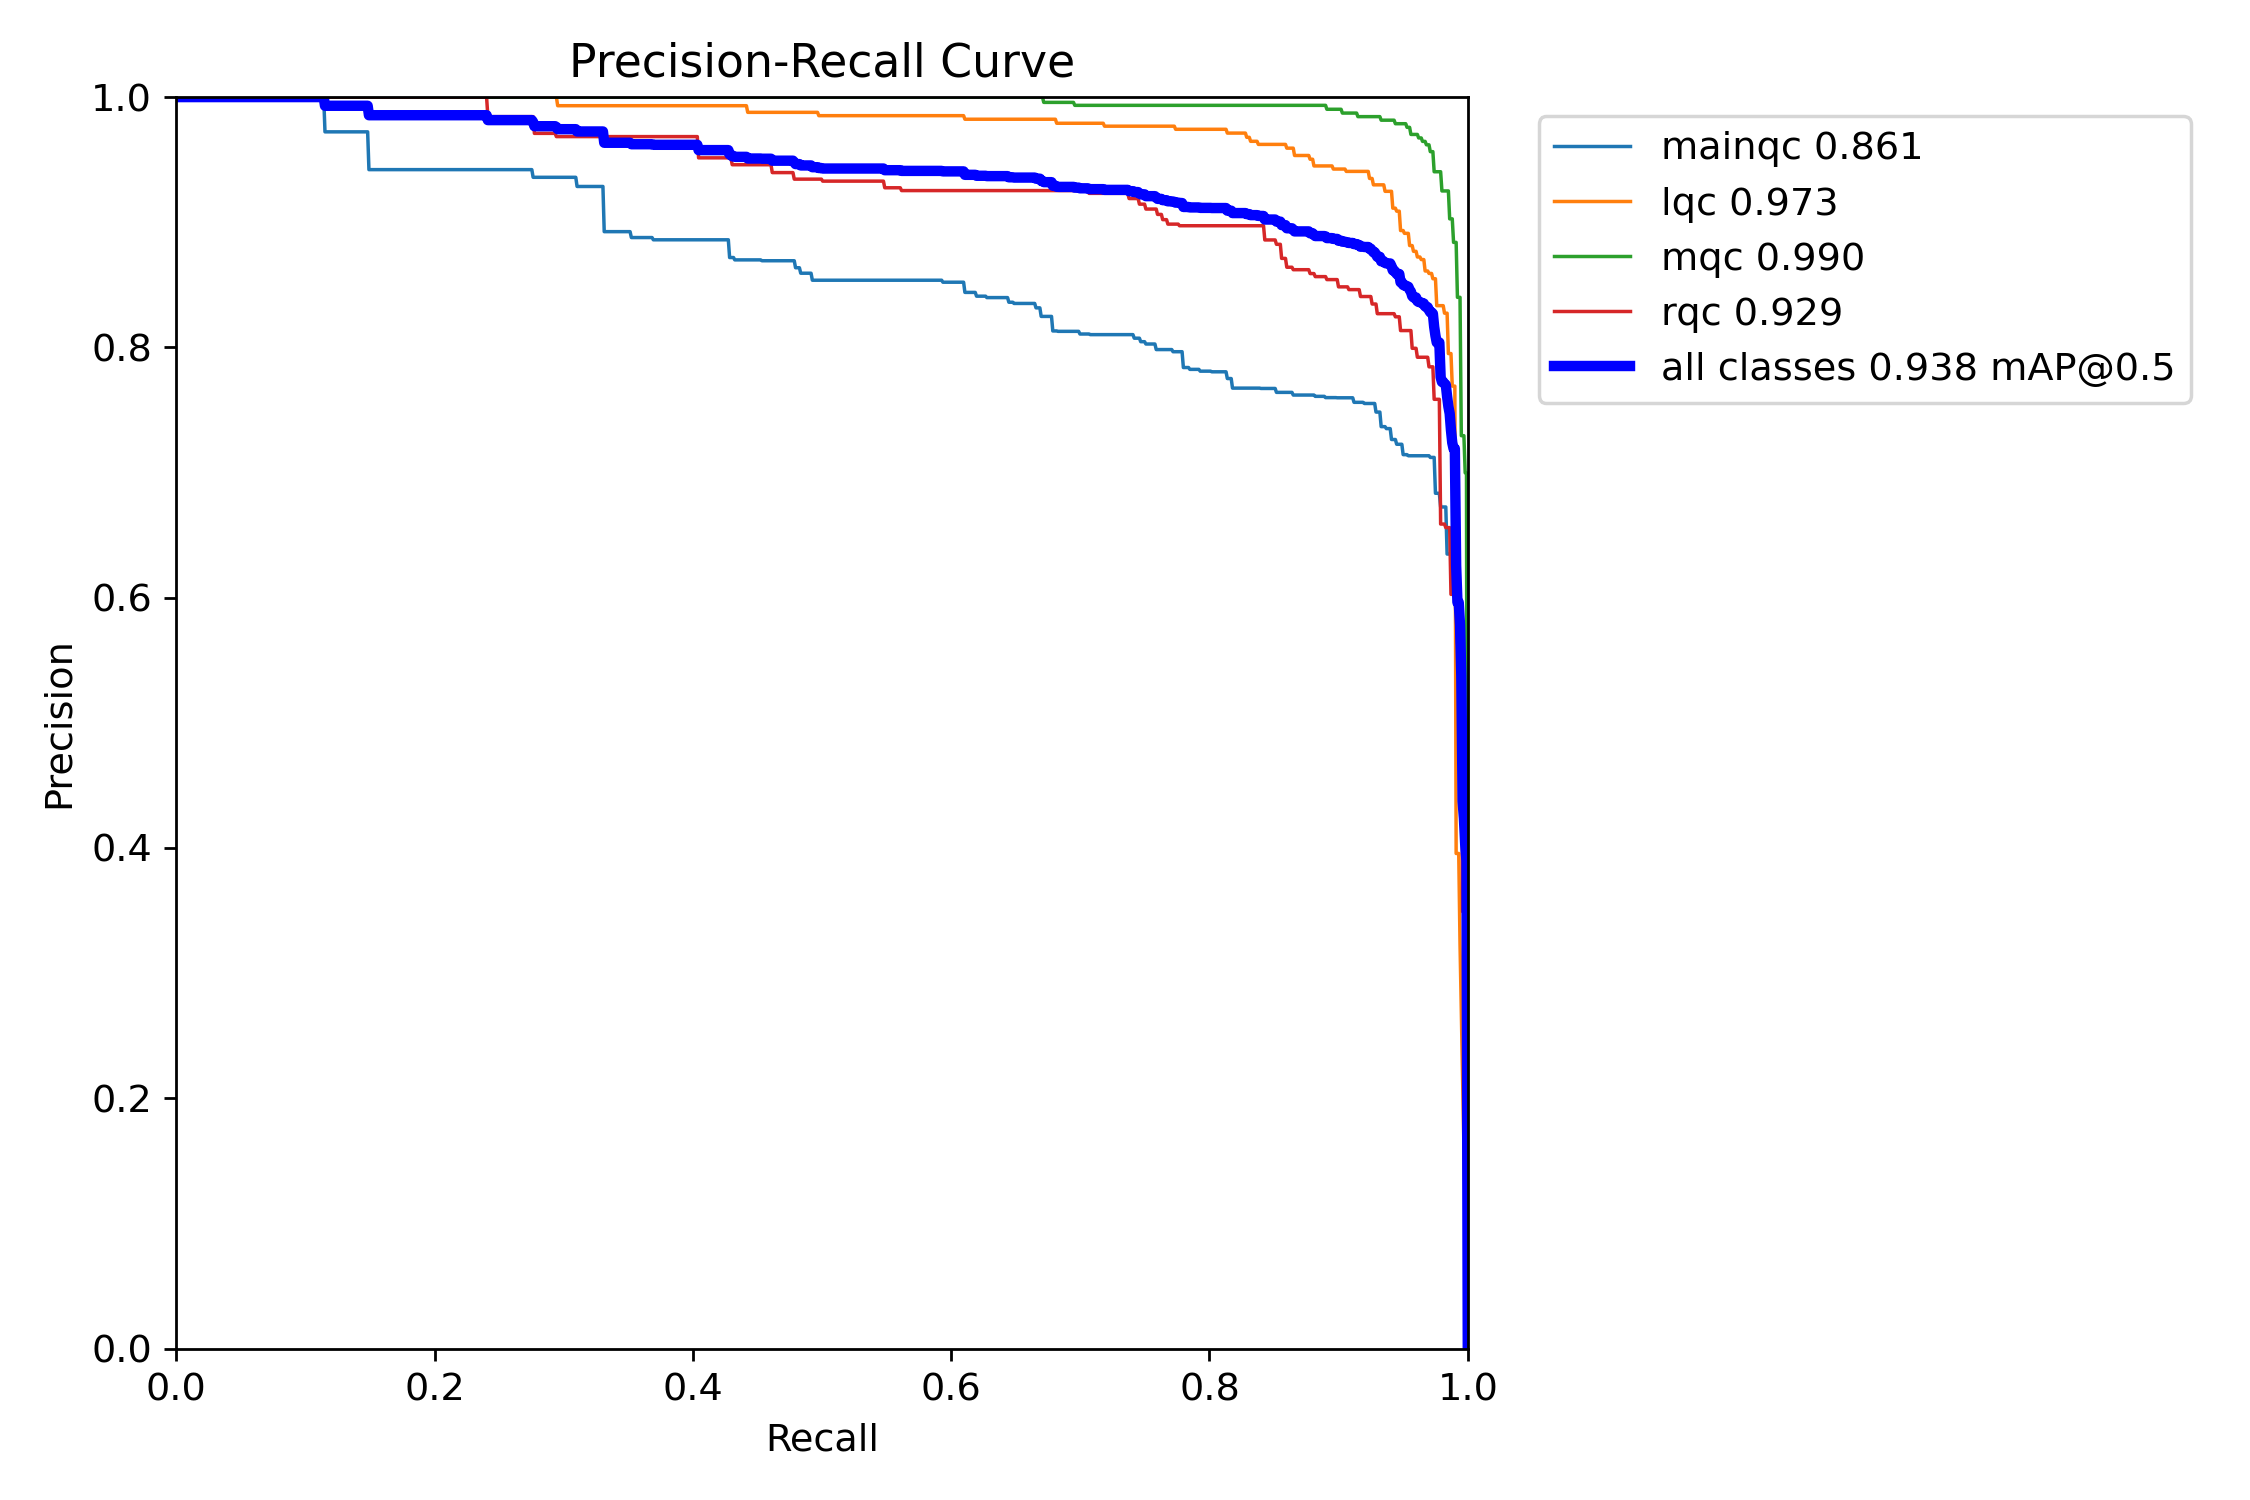 Precision-Recall Curve
1.0
0.8
0.6
0.4
0.2
0.0
Precision
0.0 0.2 0.4 0.6 0.8 1.0
Recall
mainqc 0.861
lqc 0.973
mqc 0.990
rqc 0.929
all classes 0.938 mAP@0.5